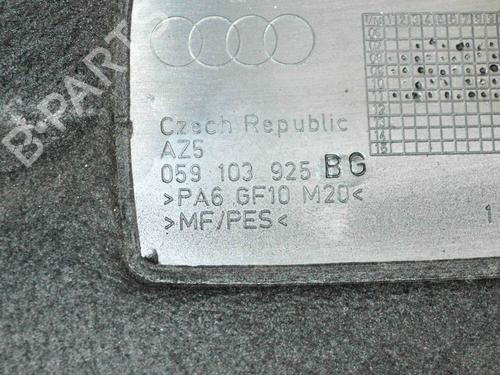 B-PARTS
Czech Republic
AZ5
059 103 925 BG
>PA6 GF10 M20<
>MF/PES<
1